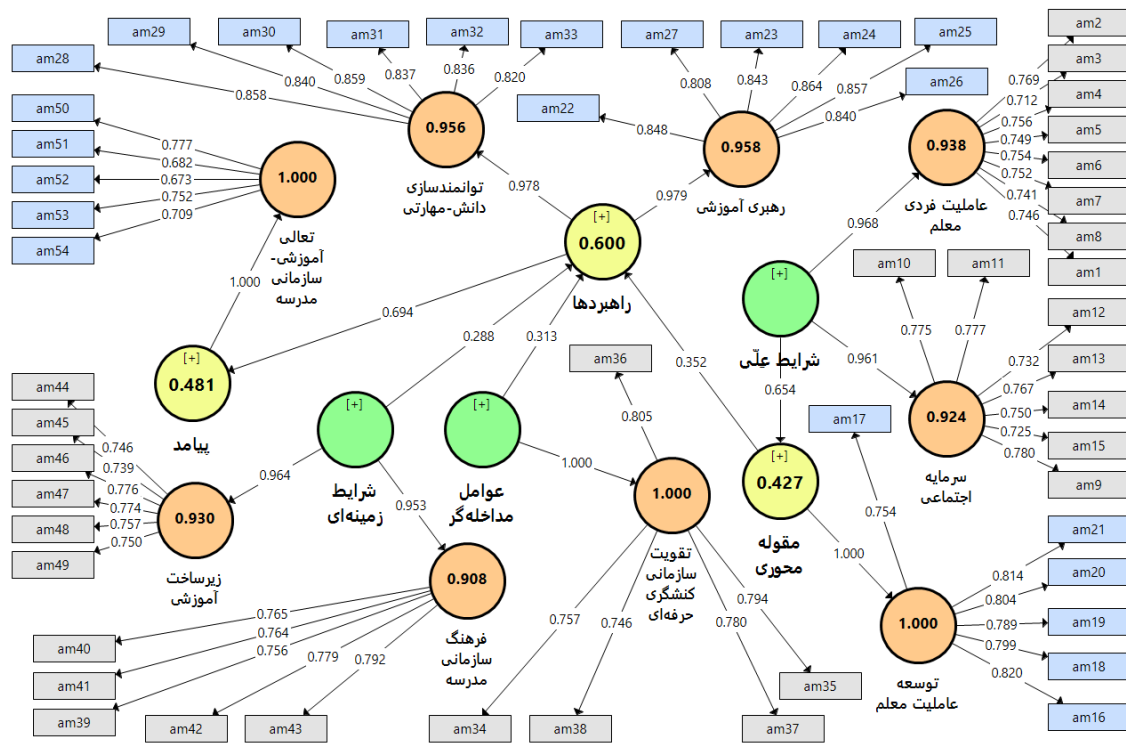 am29
am30
am31
am32
am33
am27
am23
am24
am25
am2
am28
am3
0.840
0.859
0.837
0.836
0.820
0.808
0.843
0.864
0.857
0.840
0.769
0.712
am26
am4
0.858
am22
0.848
0.756
am5
am50
0.956
0.958
0.938
0.749
am6
0.754
am51
0.777
0.752
am7
am52
0.682
0.673
0.741
am53
0.752
0.746
am8
am54
0.709
1.000
توانمندسازی
دانش-مهارتی
0.978
0.979
رهبری آموزشی
عاملیت فردی
معلم
am1
تعالی
آموزشی-
سازمانی
مدرسه
[+]
0.600
راهبردها
0.968
am10
am11
1.000
[+]
شرایط علّی
0.775
0.777
am12
0.694
0.288
0.313
0.352
0.961
0.732
am13
0.767
[+]
0.481
پیامد
am36
0.654
0.924
0.750
am14
am44
[+]
شرایط
زمینه‌ای
[+]
عوامل
مداخله‌گر
0.805
am17
0.725
am15
am45
0.780
am9
am46
0.746
0.739
سرمایه
اجتماعی
am47
0.776
0.964
0.953
1.000
[+]
0.427
مقوله
محوری
0.774
am48
0.757
0.930
1.000
0.754
am49
0.750
زیرساخت
آموزشی
تقویت
سازمانی
کنشگری
حرفه‌ای
1.000
am21
0.908
0.814
am20
0.804
فرهنگ
سازمانی
مدرسه
0.765
0.764
0.756
0.779
0.792
0.757
0.746
0.780
0.794
1.000
توسعه
عاملیت معلم
0.789
am19
0.799
am18
0.820
am16
am40
am41
am39
am42
am43
am34
am38
am37
am35